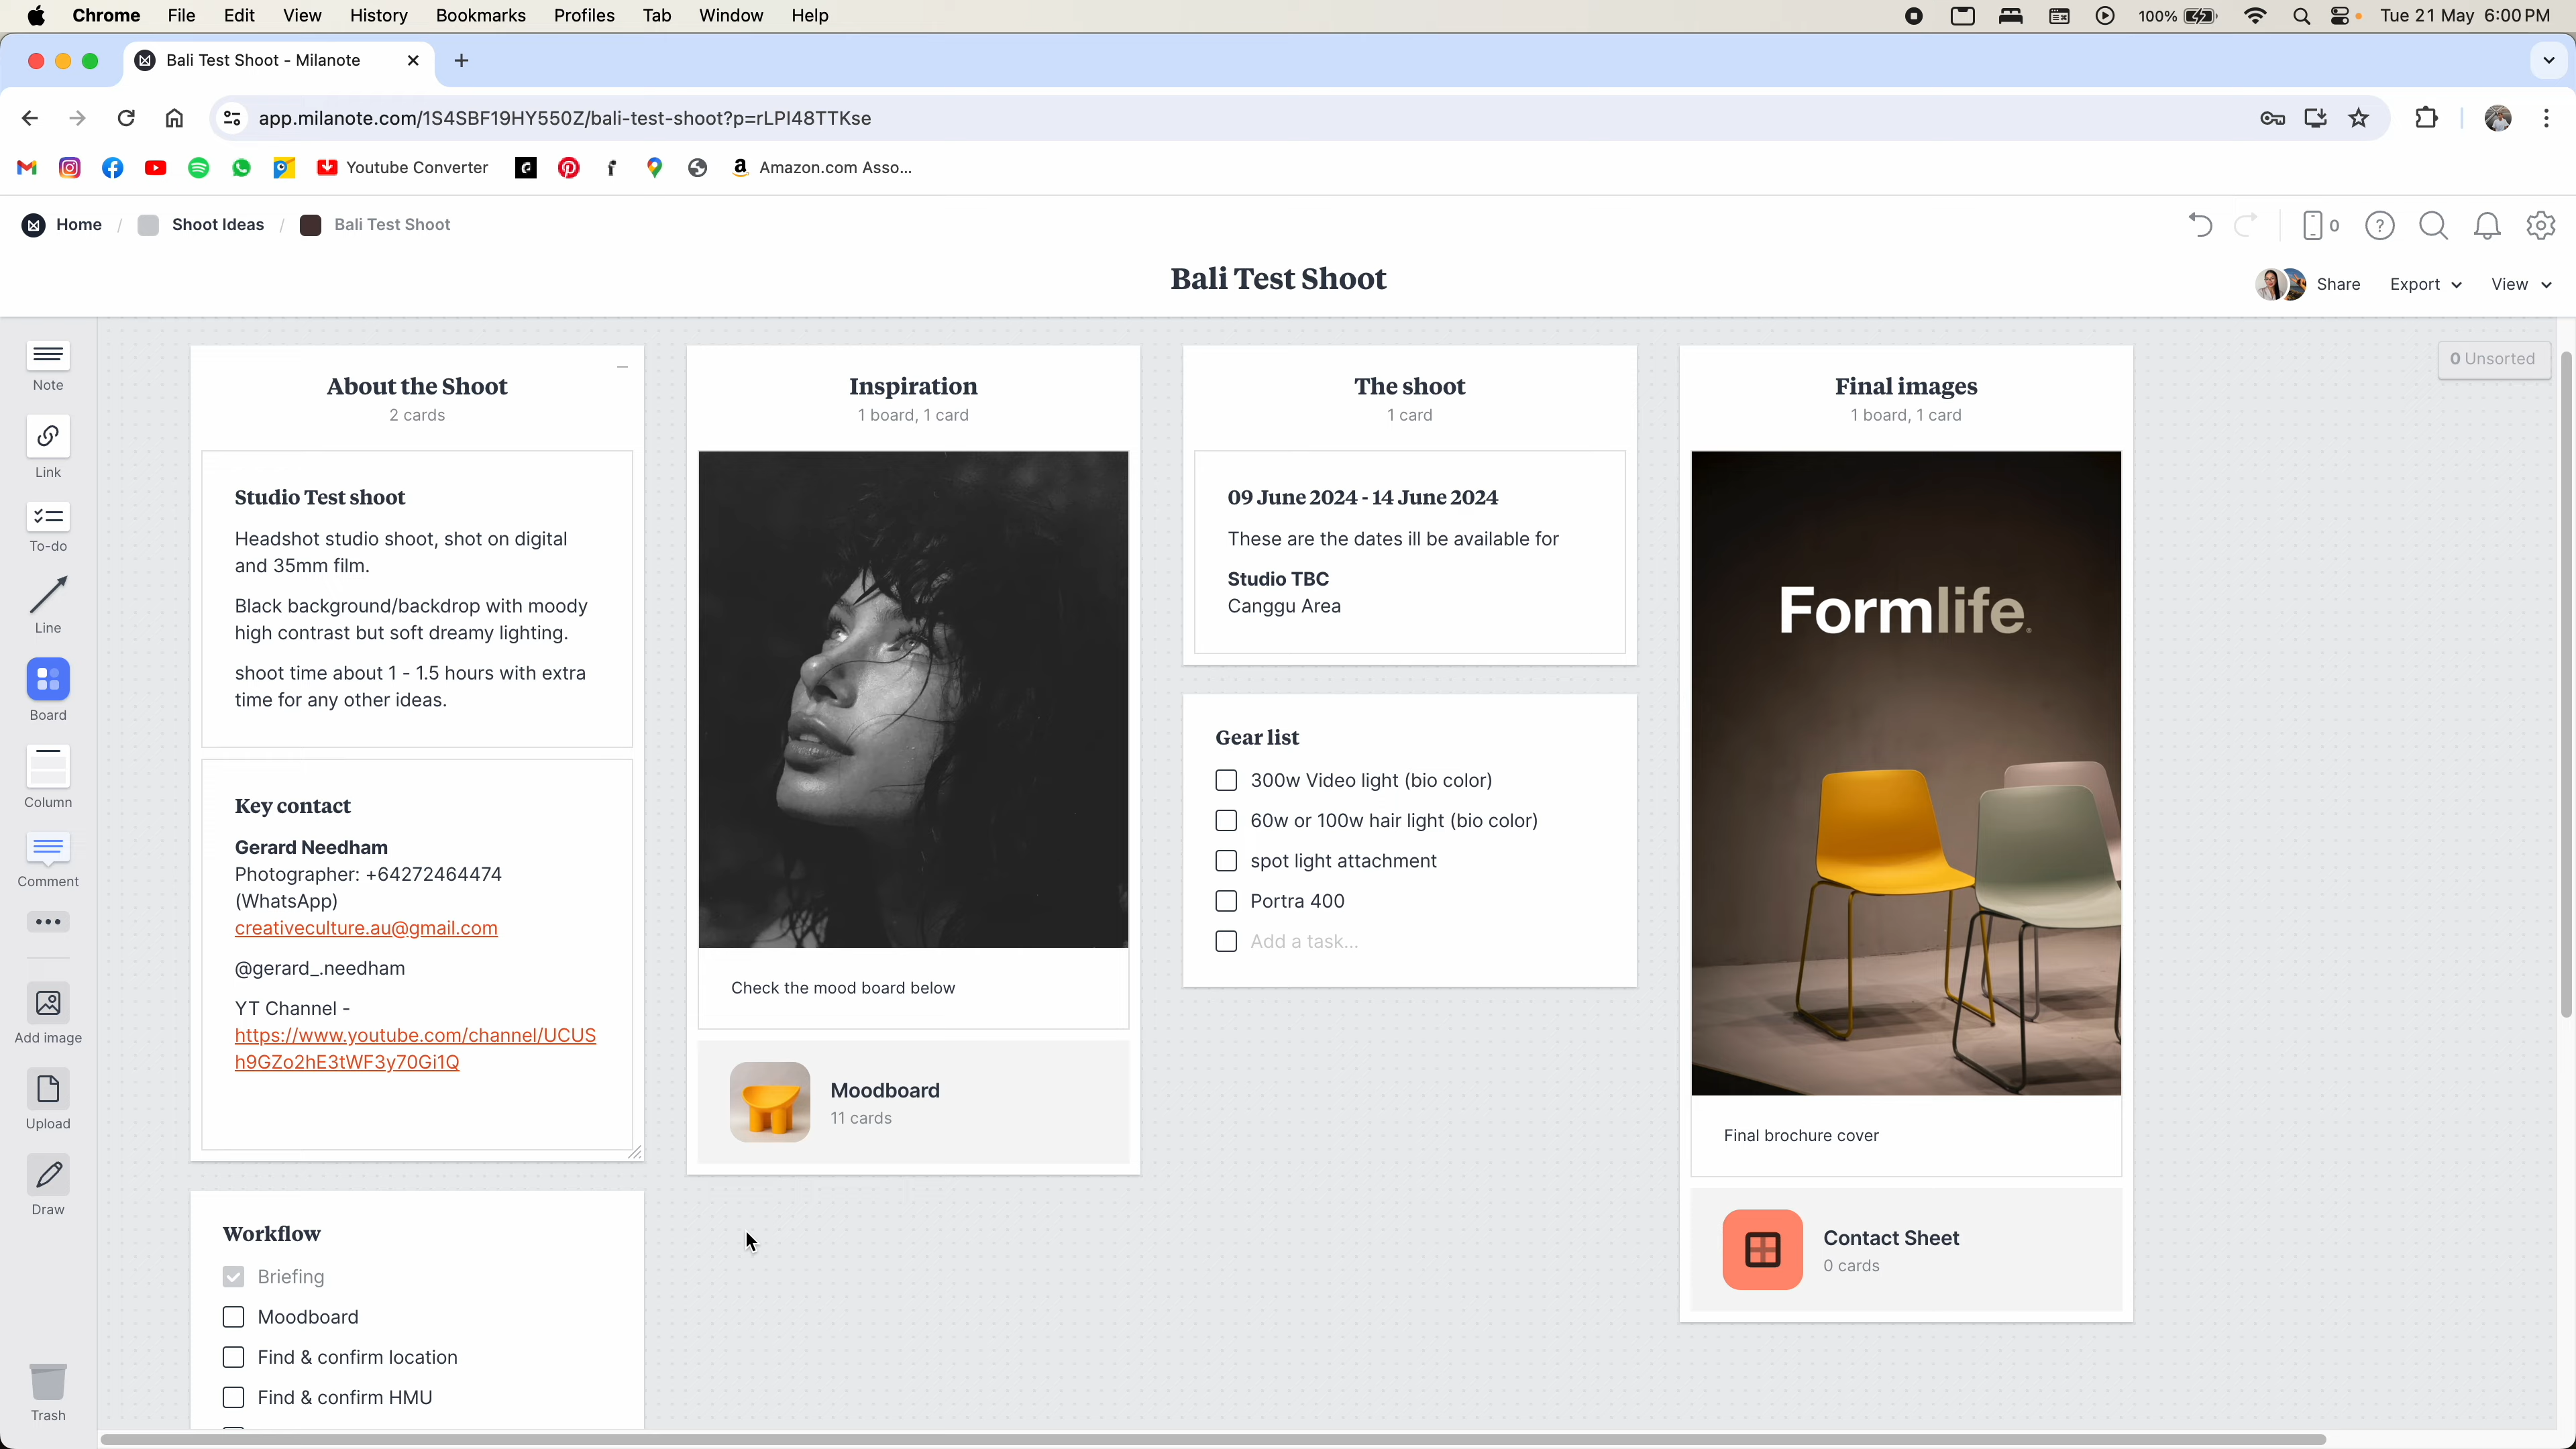 Chrome File Edit View History Bookmarks Profiles Tab Window Help
100% Tue 21 May 6:00 PM
Bali Test Shoot - Milanote
app.milanote.com/1S4SBF19HY550Z/bali-test-shoot?p=rLPI48TTKse
Youtube Converter
Amazon.com Asso...
Home / Shoot Ideas / Bali Test Shoot
0
Bali Test Shoot
Share Export View
0 Unsorted
Note
Link
To-do
Line
Board
Column
Comment
Add image
Upload
Draw
Trash
About the Shoot
2 cards
Studio Test shoot
Headshot studio shoot, shot on digital
and 35mm film.
Black background/backdrop with moody
high contrast but soft dreamy lighting.
shoot time about 1 - 1.5 hours with extra
time for any other ideas.
Key contact
Gerard Needham
Photographer: +64272464474
(WhatsApp)
creativeculture.au@gmail.com
@gerard_.needham
YT Channel -
https://www.youtube.com/channel/UCUS
h9GZo2hE3tWF3y70Gi1Q
Workflow
Briefing
Moodboard
Find & confirm location
Find & confirm HMU
Inspiration
1 board, 1 card
Check the mood board below
Moodboard
11 cards
The shoot
1 card
09 June 2024 - 14 June 2024
These are the dates ill be available for
Studio TBC
Canggu Area
Gear list
300w Video light (bio color)
60w or 100w hair light (bio color)
spot light attachment
Portra 400
Add a task...
Final images
1 board, 1 card
Formlife.
Final brochure cover
Contact Sheet
0 cards